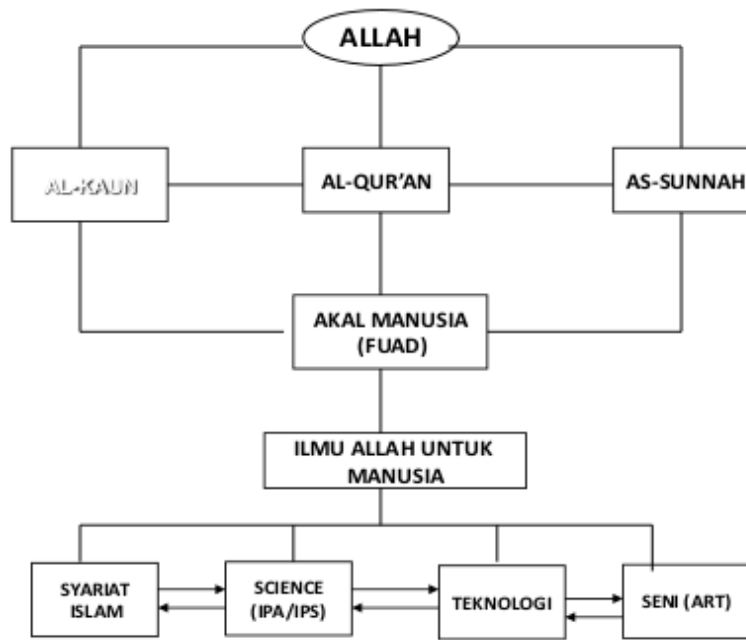 ALLAH
AL-KAUN
AL-QUR'AN
AS-SUNNAH
AKAL MANUSIA
(FUAD)
ILMU ALLAH UNTUK
MANUSIA
SYARIAT
ISLAM
SCIENCE
(IPA/IPS)
TEKNOLOGI
SENI (ART)